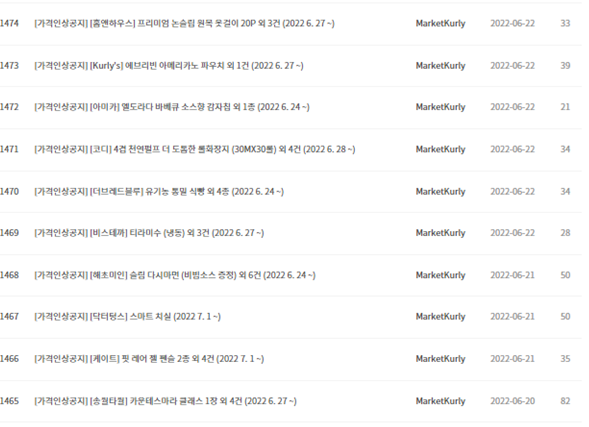 1474 [가격인상공지] [홈앤하우스] 프리미엄 논슬립 원목 옷걸이 20P 외 3건 (2022 6. 27 ~) MarketKurly 2022-06-22 33
1473 [가격인상공지] [Kurly's] 에브리빈 아메리카노 파우치 외 1건 (2022 6. 27 ~) MarketKurly 2022-06-22 39
1472 [가격인상공지] [아미카] 엘도라다 바베큐 소스향 감자칩 외 1종 (2022 6. 24 ~) MarketKurly 2022-06-22 21
1471 [가격인상공지] [코디] 4겹 천연펄프 더 도톰한 롤화장지 (30MX30롤) 외 4건 (2022 6. 28 ~) MarketKurly 2022-06-22 34
1470 [가격인상공지] [더브레드블루] 유기농 통밀 식빵 외 4종 (2022 6. 24 ~) MarketKurly 2022-06-22 34
1469 [가격인상공지] [비스테까] 티라미수 (냉동) 외 3건 (2022 6. 27 ~) MarketKurly 2022-06-22 28
1468 [가격인상공지] [해초미인] 슬림 다시마면 (비빔소스 증정) 외 6건 (2022 6. 24 ~) MarketKurly 2022-06-21 50
1467 [가격인상공지] [닥터텅스] 스마트 치실 (2022 7. 1 ~) MarketKurly 2022-06-21 50
1466 [가격인상공지] [케이트] 핏 레어 젤 펜슬 2종 외 4건 (2022 7. 1 ~) MarketKurly 2022-06-21 35
1465 [가격인상공지] [송월타월] 카운테스마라 클래스 1장 외 4건 (2022 6. 27 ~) MarketKurly 2022-06-20 82